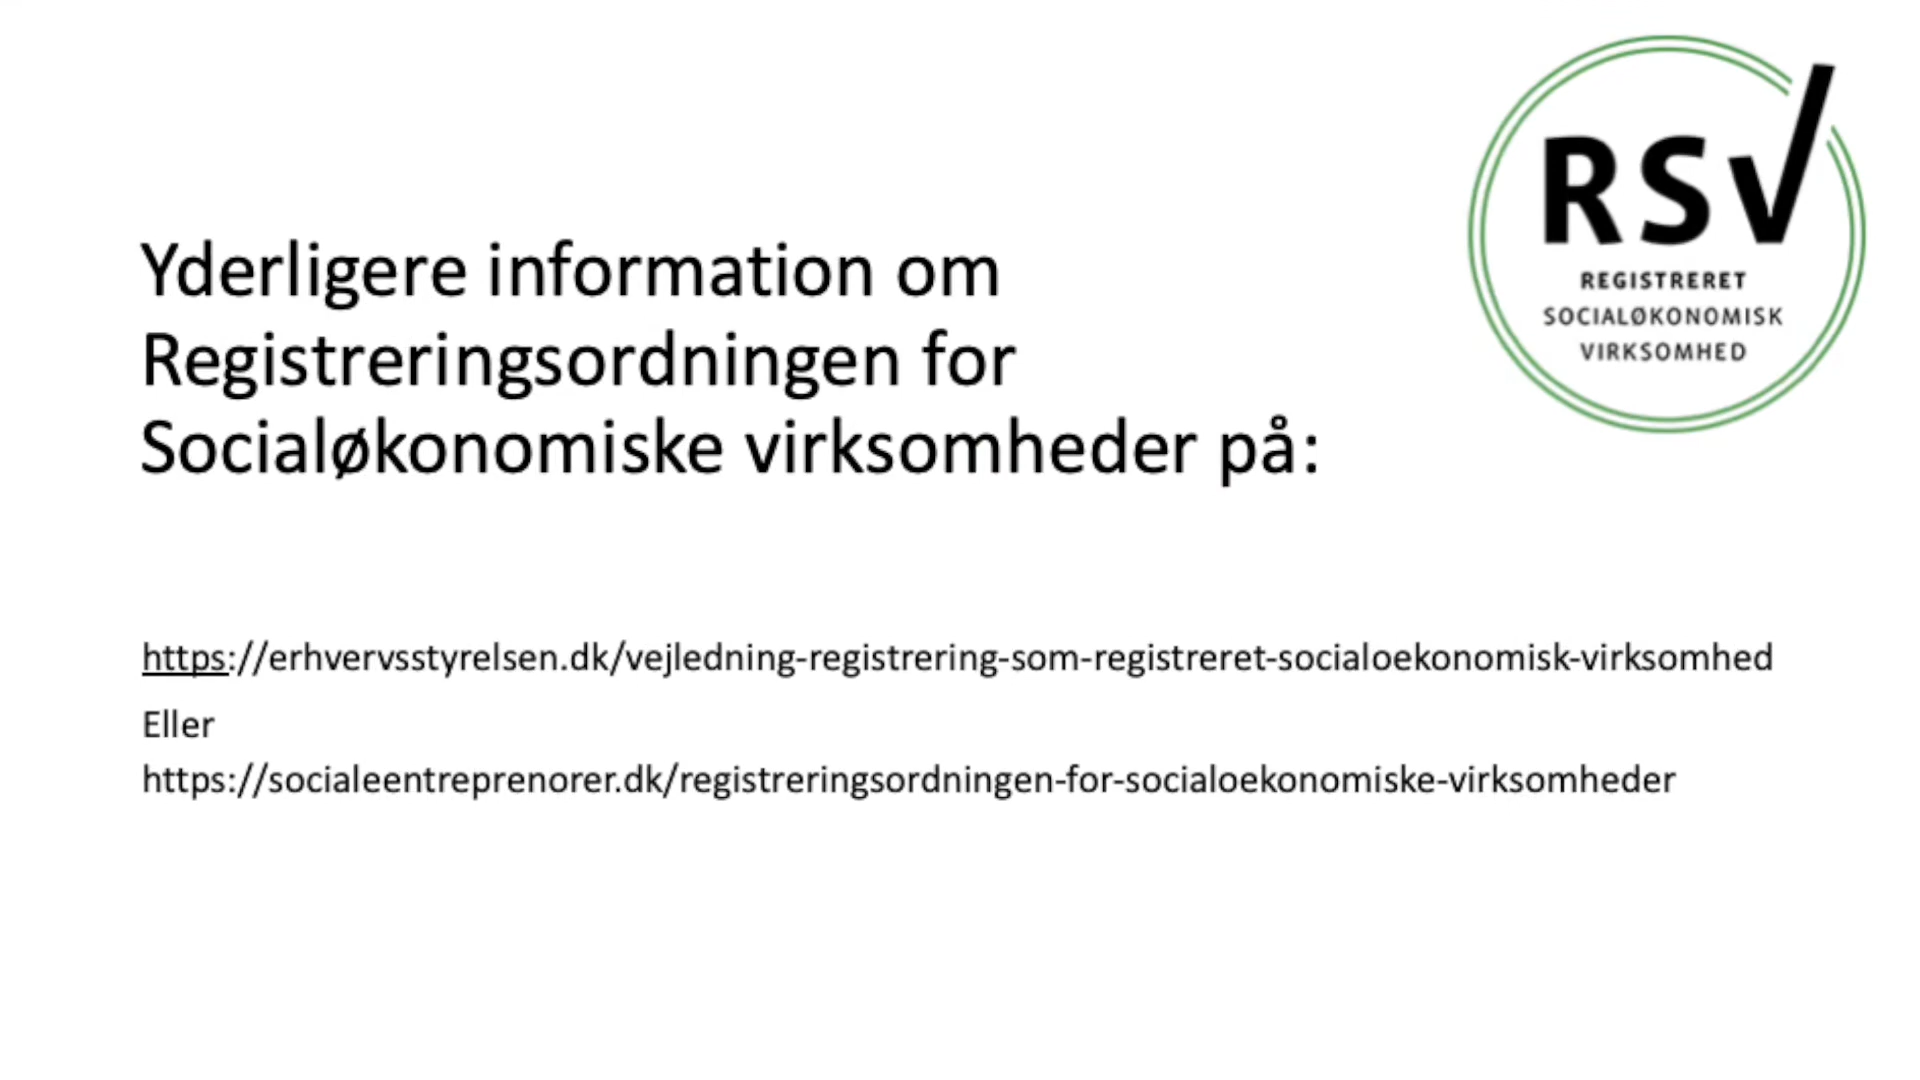 Yderligere information om
Registreringsordningen for
Socialøkonomiske virksomheder på:
RSV
REGISTRERET
SOCIALØKONOMISK
VIRKSOMHED
https://erhvervsstyrelsen.dk/vejledning-registrering-som-registreret-socialoekonomisk-virksomhed
Eller
https://socialeentreprenorer.dk/registreringsordningen-for-socialoekonomiske-virksomheder